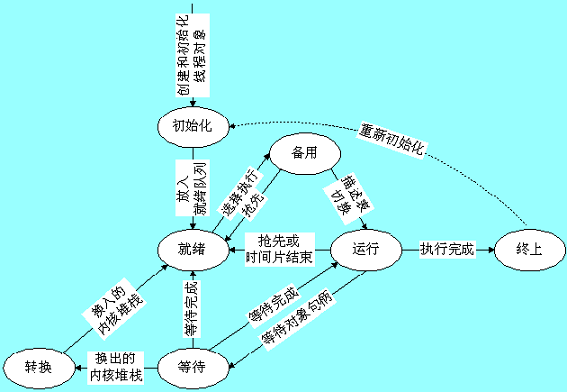 创建和初始化
线程对象
初始化
重新初始化
备用
放入
就绪队列
选择执行
抢先
描述表
切换
就绪
抢先或
时间片结束
运行
执行完成
终上
换入的
内核堆栈
等待完成
等待完成
等待对象句柄
转换
换出的
内核堆栈
等待